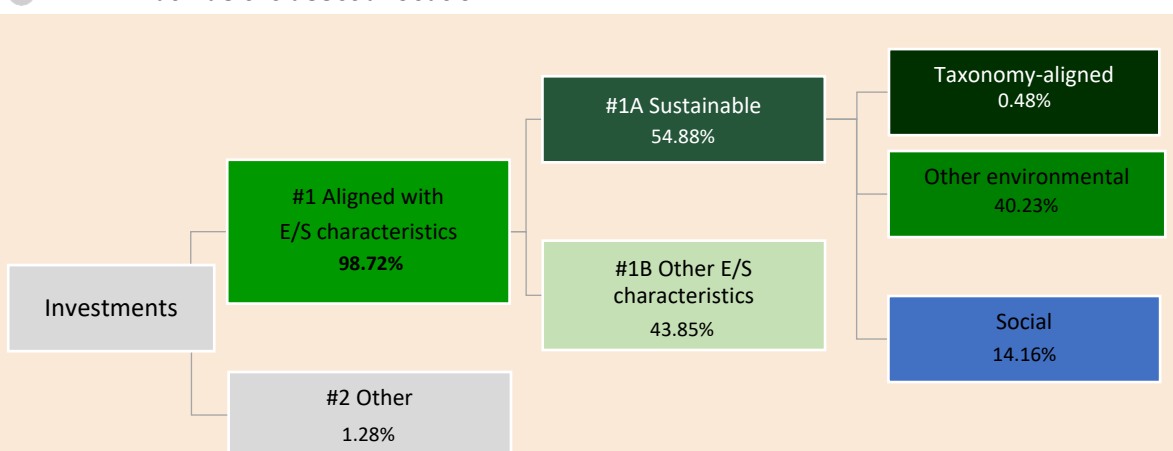 Investments
#1 Aligned with
E/S characteristics
98.72%
#2 Other
1.28%
#1A Sustainable
54.88%
#1B Other E/S
characteristics
43.85%
Taxonomy-aligned
0.48%
Other environmental
40.23%
Social
14.16%